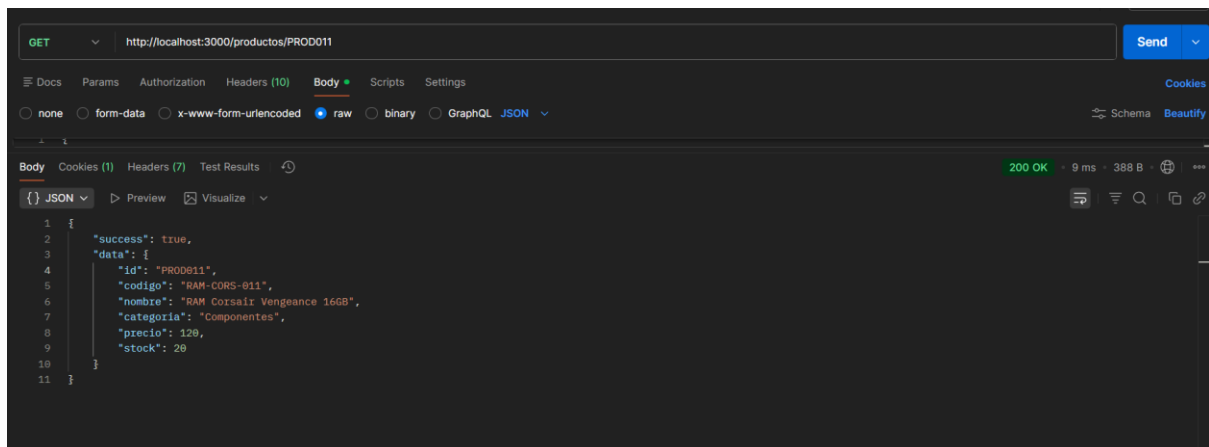 GET http://localhost:3000/productos/PROD011 Send
Docs Params Authorization Headers (10) Body Scripts Settings Cookies
none form-data x-www-form-urlencoded raw binary GraphQL JSON Schema Beautify
1 {
Body Cookies (1) Headers (7) Test Results 200 OK 9 ms 388 B
{} JSON Preview Visualize
1 {
2 "success": true,
3 "data": {
4 "id": "PROD011",
5 "codigo": "RAM-CORS-011",
6 "nombre": "RAM Corsair Vengeance 16GB",
7 "categoria": "Componentes",
8 "precio": 120,
9 "stock": 20
10 }
11 }